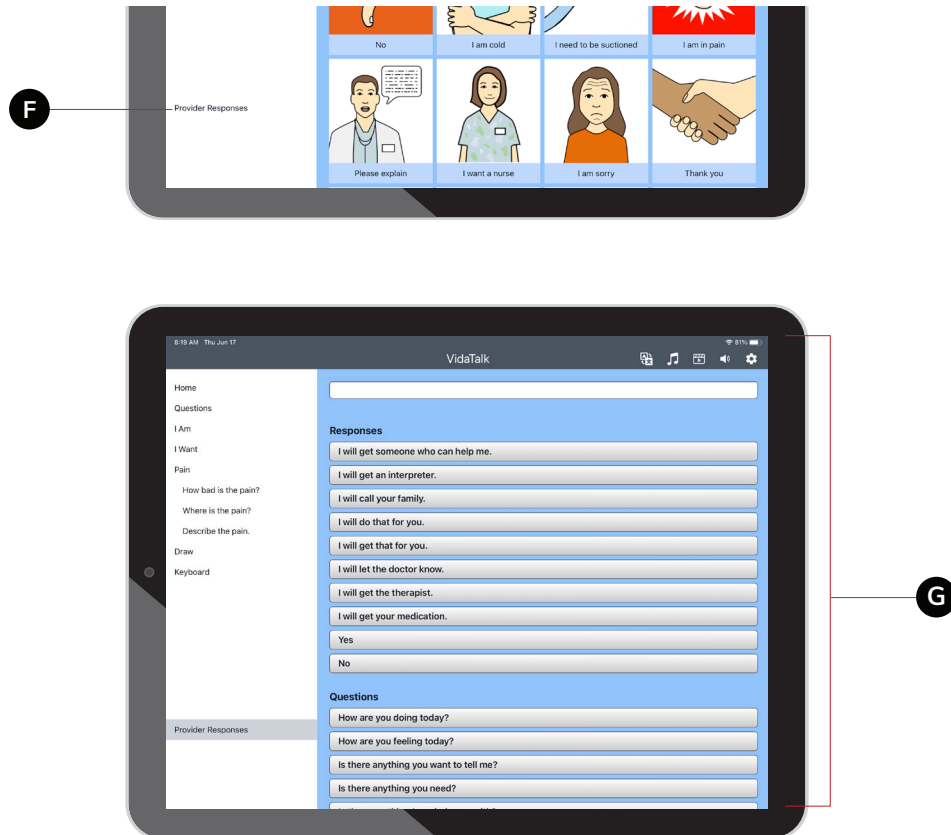 No
I am cold
I need to be suctioned
I am in pain
F
Provider Responses
Please explain
I want a nurse
I am sorry
Thank you
8:19 AM Thu Jun 17
81%
VidaTalk
Home
Questions
I Am
I Want
Pain
How bad is the pain?
Where is the pain?
Describe the pain.
Draw
Keyboard
Provider Responses
Responses
I will get someone who can help me.
I will get an interpreter.
I will call your family.
I will do that for you.
I will get that for you.
I will let the doctor know.
I will get the therapist.
I will get your medication.
Yes
No
Questions
How are you doing today?
How are you feeling today?
Is there anything you want to tell me?
Is there anything you need?
G